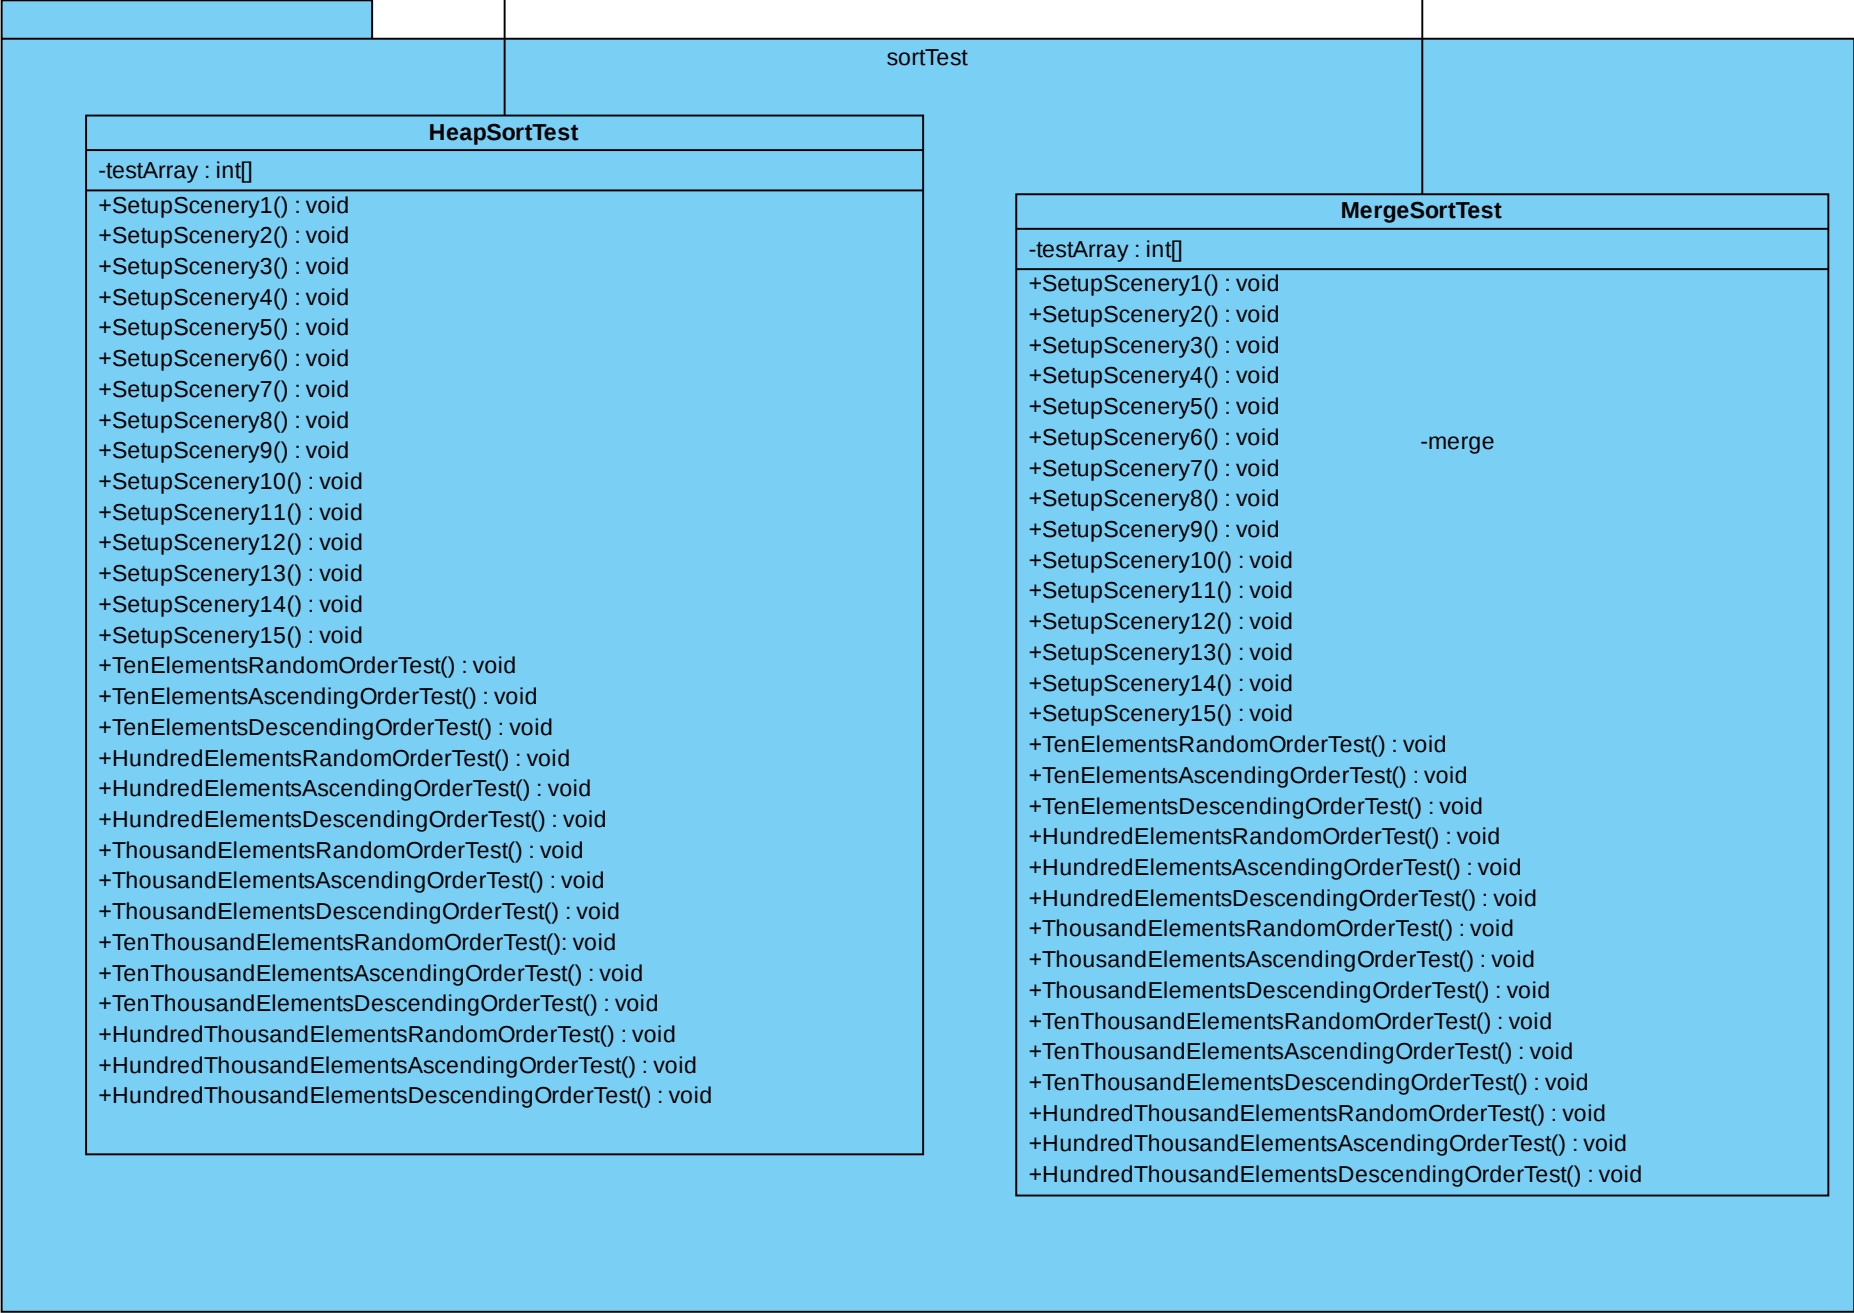 sortTest
HeapSortTest
-testArray : int[]
+SetupScenery1() : void
+SetupScenery2() : void
+SetupScenery3() : void
+SetupScenery4() : void
+SetupScenery5() : void
+SetupScenery6() : void
+SetupScenery7() : void
+SetupScenery8() : void
+SetupScenery9() : void
+SetupScenery10() : void
+SetupScenery11() : void
+SetupScenery12() : void
+SetupScenery13() : void
+SetupScenery14() : void
+SetupScenery15() : void
+TenElementsRandomOrderTest() : void
+TenElementsAscendingOrderTest() : void
+TenElementsDescendingOrderTest() : void
+HundredElementsRandomOrderTest() : void
+HundredElementsAscendingOrderTest() : void
+HundredElementsDescendingOrderTest() : void
+ThousandElementsRandomOrderTest() : void
+ThousandElementsAscendingOrderTest() : void
+ThousandElementsDescendingOrderTest() : void
+TenThousandElementsRandomOrderTest(): void
+TenThousandElementsAscendingOrderTest() : void
+TenThousandElementsDescendingOrderTest() : void
+HundredThousandElementsRandomOrderTest() : void
+HundredThousandElementsAscendingOrderTest() : void
+HundredThousandElementsDescendingOrderTest() : void
MergeSortTest
-testArray : int[]
+SetupScenery1() : void
+SetupScenery2() : void
+SetupScenery3() : void
+SetupScenery4() : void
+SetupScenery5() : void
+SetupScenery6() : void
-merge
+SetupScenery7() : void
+SetupScenery8() : void
+SetupScenery9() : void
+SetupScenery10() : void
+SetupScenery11() : void
+SetupScenery12() : void
+SetupScenery13() : void
+SetupScenery14() : void
+SetupScenery15() : void
+TenElementsRandomOrderTest() : void
+TenElementsAscendingOrderTest() : void
+TenElementsDescendingOrderTest() : void
+HundredElementsRandomOrderTest() : void
+HundredElementsAscendingOrderTest() : void
+HundredElementsDescendingOrderTest() : void
+ThousandElementsRandomOrderTest() : void
+ThousandElementsAscendingOrderTest() : void
+ThousandElementsDescendingOrderTest() : void
+TenThousandElementsRandomOrderTest() : void
+TenThousandElementsAscendingOrderTest() : void
+TenThousandElementsDescendingOrderTest() : void
+HundredThousandElementsRandomOrderTest() : void
+HundredThousandElementsAscendingOrderTest() : void
+HundredThousandElementsDescendingOrderTest() : void